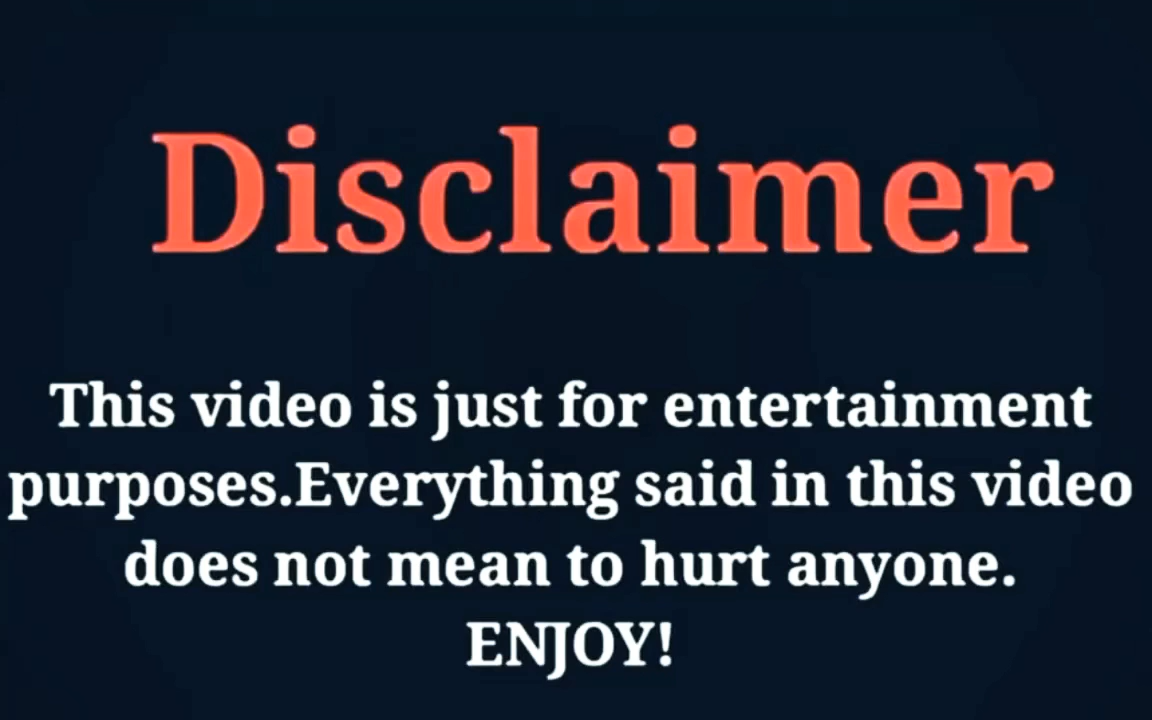 Disclaimer
This video is just for entertainment
purposes.Everything said in this video
does not mean to hurt anyone.
ENJOY!